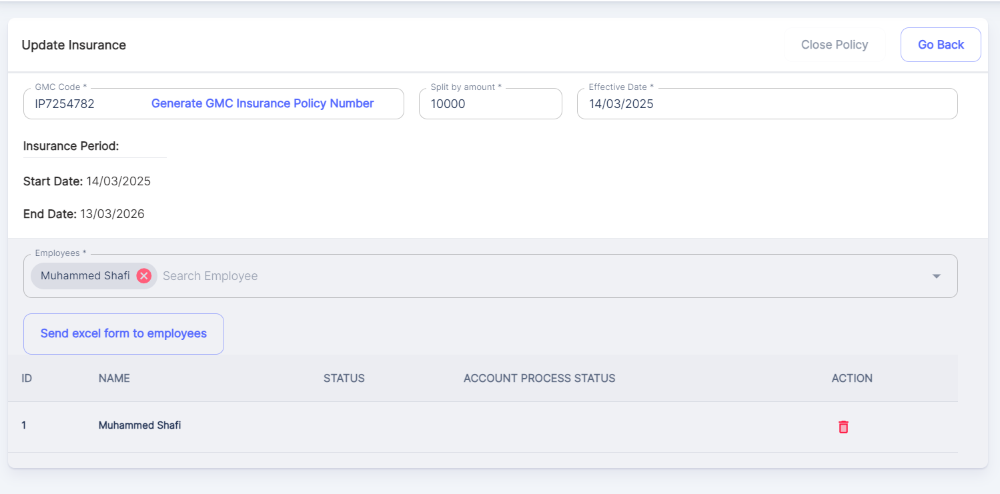 Update Insurance
Close Policy
Go Back
GMC Code *
Split by amount *
Effective Date *
IP7254782
Generate GMC Insurance Policy Number
10000
14/03/2025
Insurance Period:
Start Date: 14/03/2025
End Date: 13/03/2026
Employees *
Muhammed Shafi
Search Employee
Send excel form to employees
ID NAME STATUS ACCOUNT PROCESS STATUS ACTION
1 Muhammed Shafi